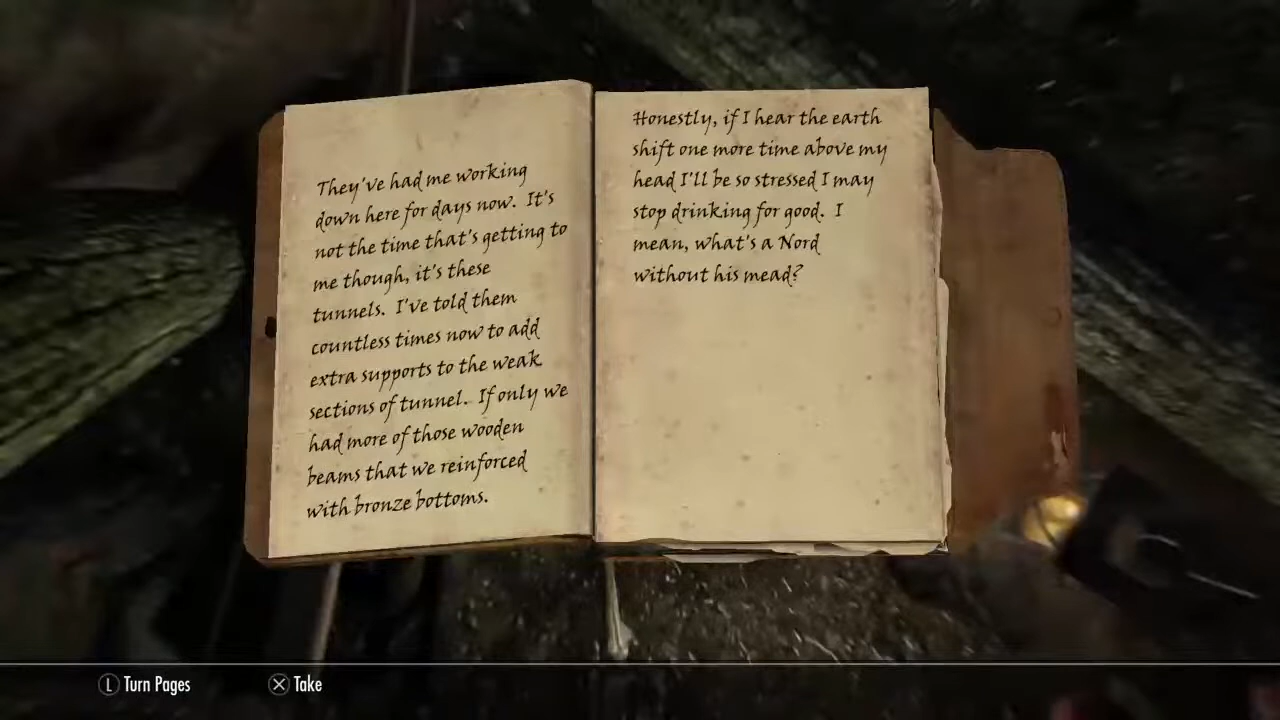 They've had me working
down here for days now. It's
not the time that's getting to
me though, it's these
tunnels. I've told them
countless times now to add
extra supports to the weak
sections of tunnel. If only we
had more of those wooden
beams that we reinforced
with bronze bottoms.
Honestly, if I hear the earth
shift one more time above my
head I'll be so stressed I may
stop drinking for good. I
mean, what's a Nord
without his mead?
L Turn Pages
X Take